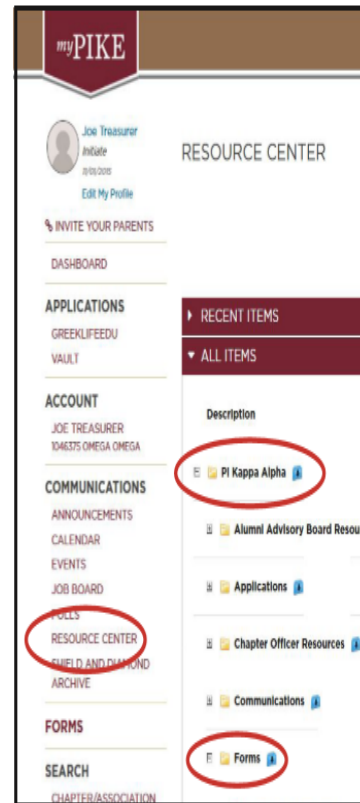 myPIKE
Joe Treasurer
Initiate
Edit My Profile
INVITE YOUR PARENTS
DASHBOARD
APPLICATIONS
GREEKLIFEEDU
VAULT
ACCOUNT
JOE TREASURER
1046375 OMEGA OMEGA
COMMUNICATIONS
ANNOUNCEMENTS
CALENDAR
EVENTS
JOB BOARD
POLLS
RESOURCE CENTER
SHIELD AND DIAMOND
ARCHIVE
FORMS
SEARCH
CHAPTER/ASSOCIATION
RESOURCE CENTER
RECENT ITEMS
ALL ITEMS
Description
Pi Kappa Alpha
Alumni Advisory Board Resou
Applications
Chapter Officer Resources
Communications
Forms